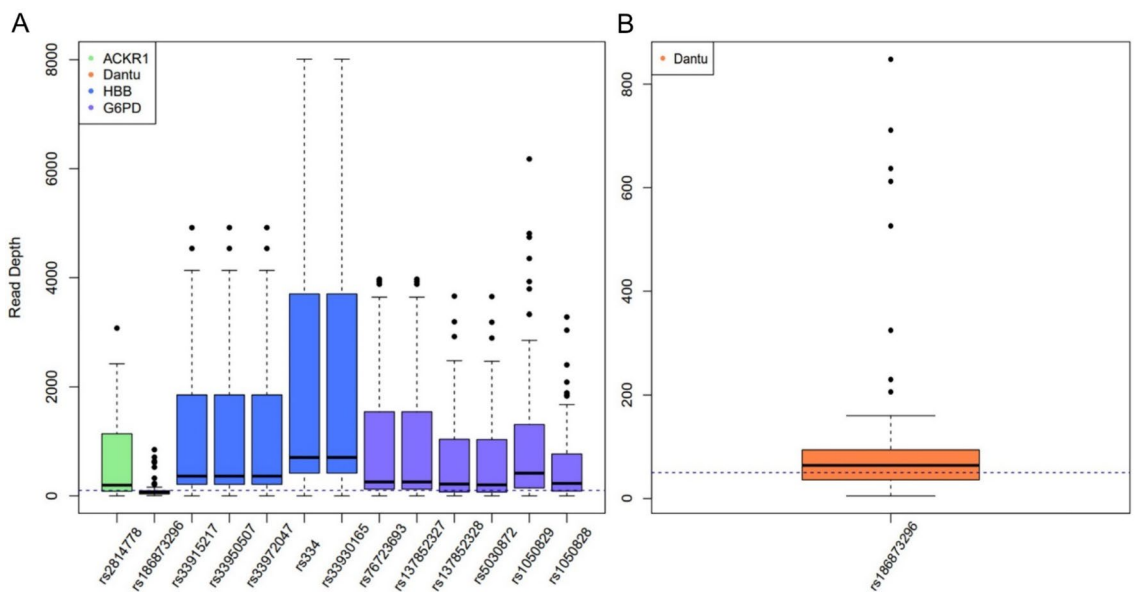 A
ACKR1
Dantu
HBB
G6PD
Read Depth
8000
6000
4000
2000
0
rs2814778
rs186873296
rs33915217
rs33950507
rs33972047
rs334
rs33930165
rs76723693
rs137852327
rs137852328
rs5030872
rs1050829
rs1050828
B
Dantu
800
600
400
200
0
rs186873296